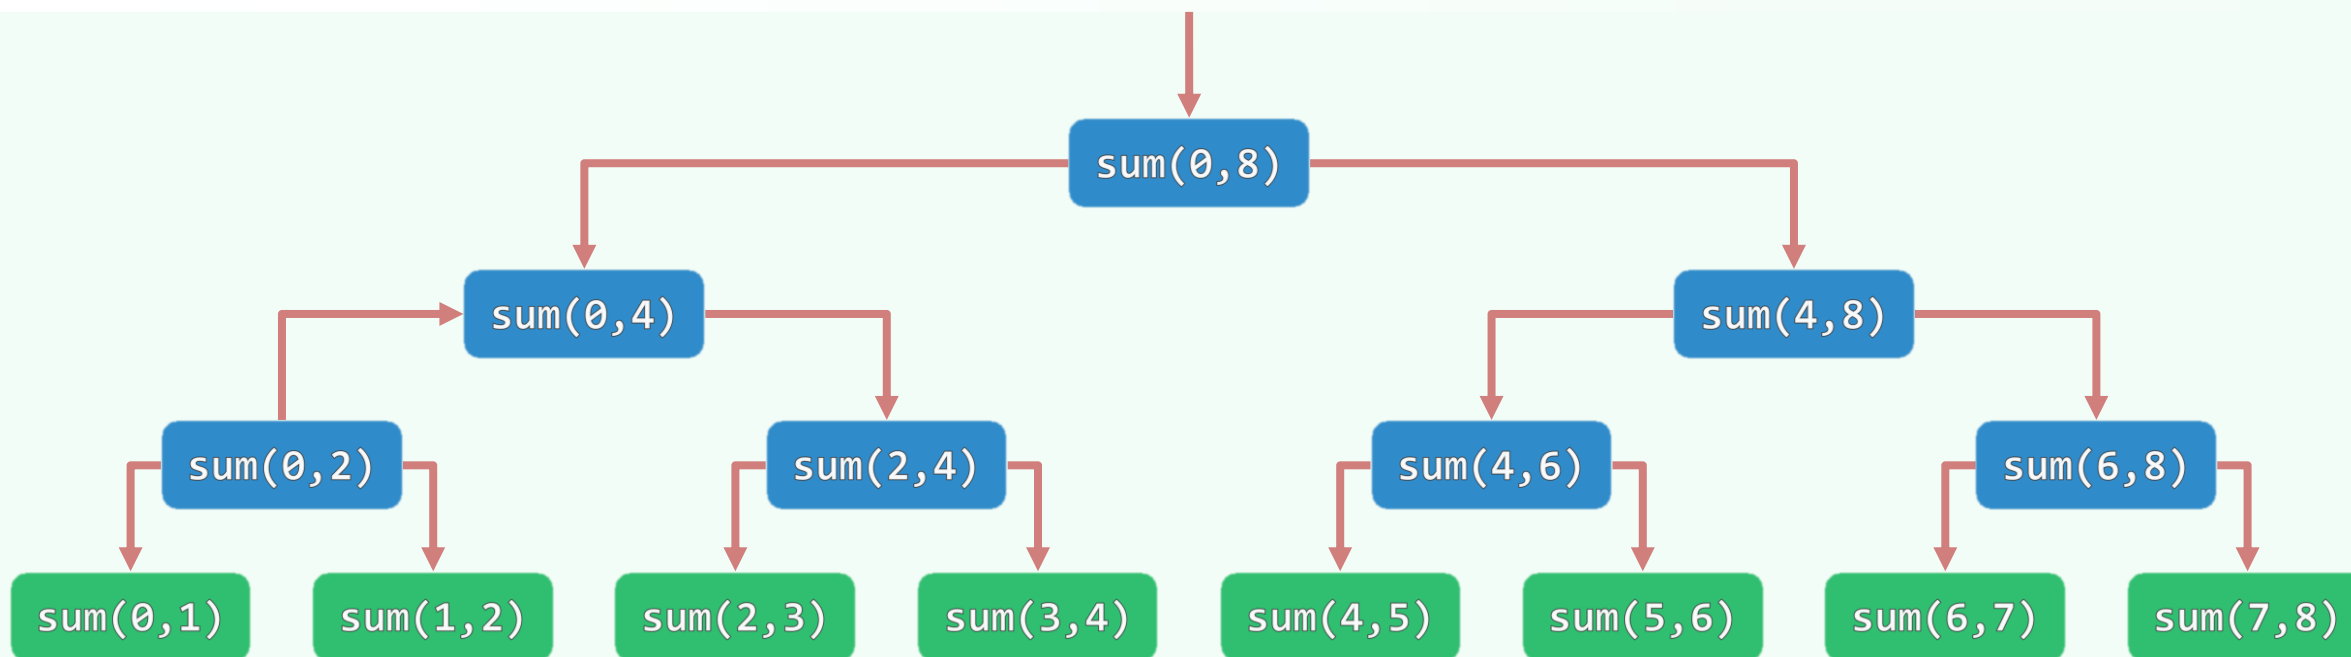 sum(0,8)
sum(0,4)
sum(4,8)
sum(0,2)
sum(2,4)
sum(4,6)
sum(6,8)
sum(0,1)
sum(1,2)
sum(2,3)
sum(3,4)
sum(4,5)
sum(5,6)
sum(6,7)
sum(7,8)